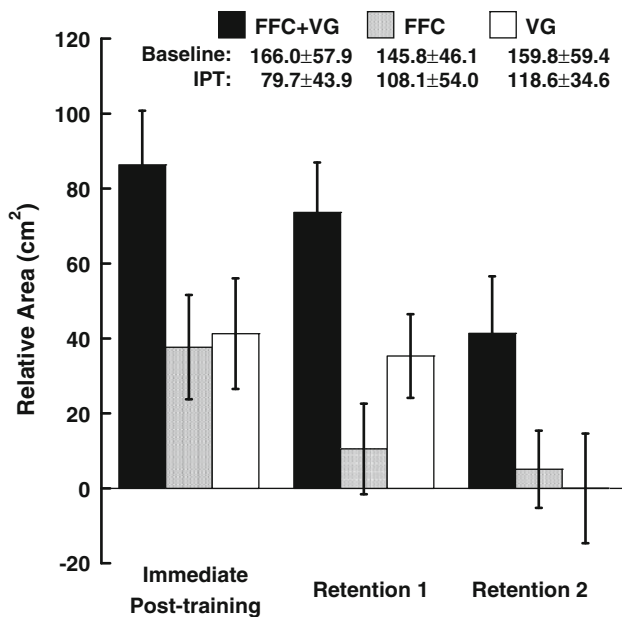 FFC+VG FFC VG
Baseline: 166.0±57.9 145.8±46.1 159.8±59.4
IPT: 79.7±43.9 108.1±54.0 118.6±34.6
Relative Area (cm²)
120
100
80
60
40
20
0
-20
Immediate
Post-training
Retention 1
Retention 2